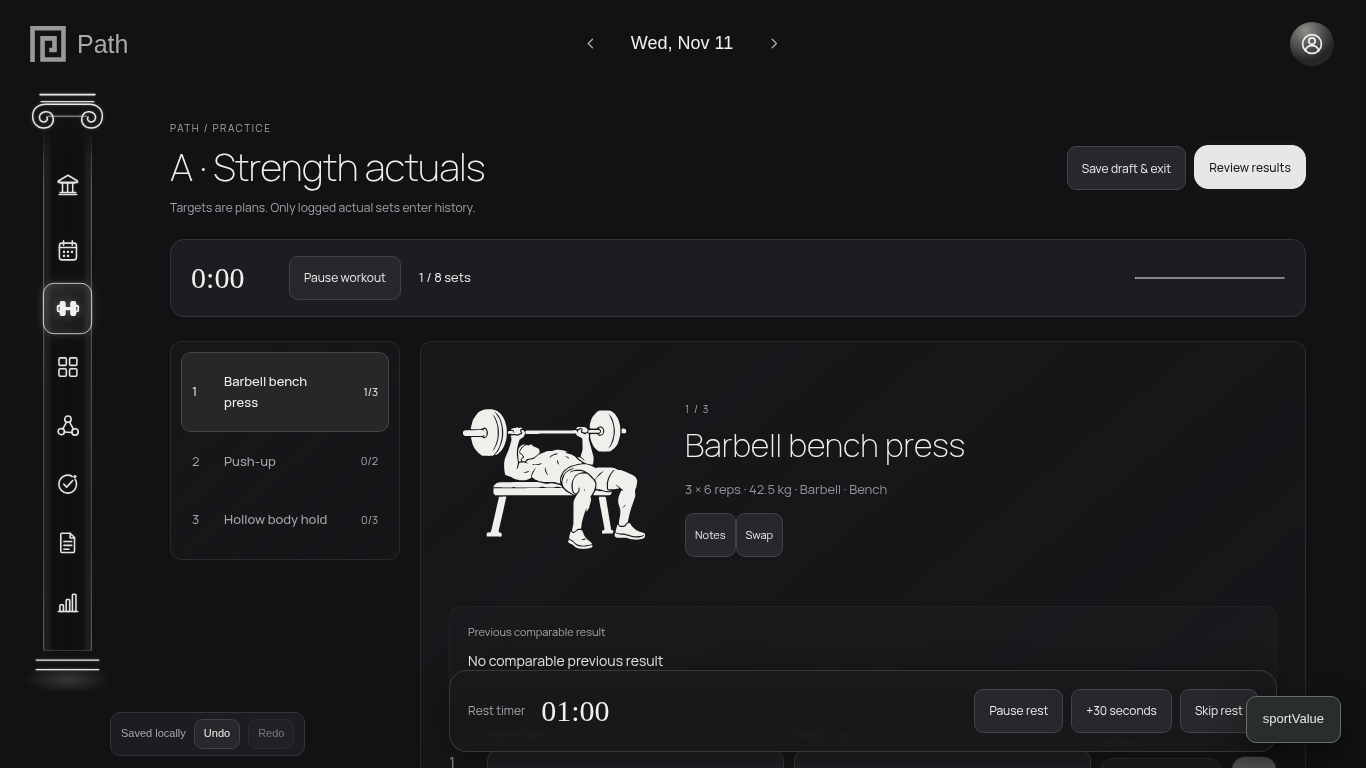 Path
Wed, Nov 11
PATH / PRACTICE
A · Strength actuals
Targets are plans. Only logged actual sets enter history.
Save draft & exit
Review results
0:00
Pause workout
1 / 8 sets
1
Barbell bench press
1/3
2
Push-up
0/2
3
Hollow body hold
0/3
1 / 3
Barbell bench press
3 × 6 reps · 42.5 kg · Barbell · Bench
Notes
Swap
Previous comparable result
No comparable previous result
Rest timer
01:00
Pause rest
+30 seconds
Skip rest
sportValue
Saved locally
Undo
Redo
1